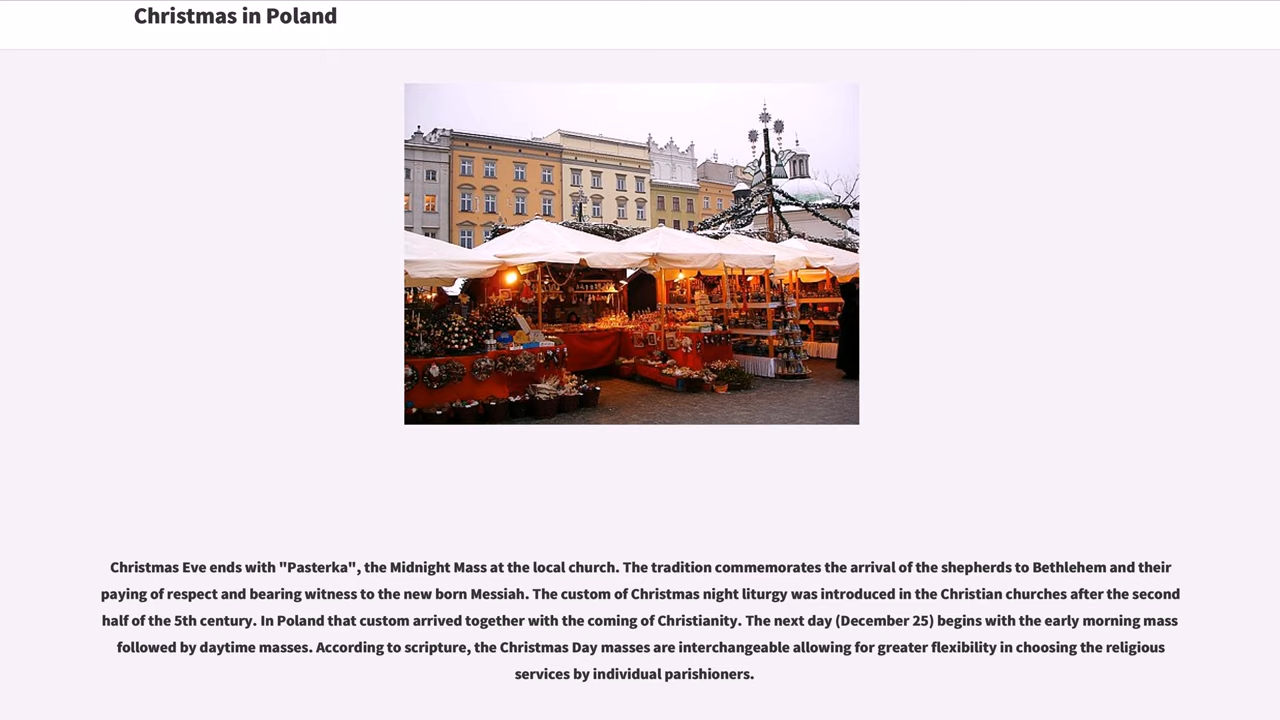 Christmas in Poland
Christmas Eve ends with "Pasterka", the Midnight Mass at the local church. The tradition commemorates the arrival of the shepherds to Bethlehem and their
paying of respect and bearing witness to the new born Messiah. The custom of Christmas night liturgy was introduced in the Christian churches after the second
half of the 5th century. In Poland that custom arrived together with the coming of Christianity. The next day (December 25) begins with the early morning mass
followed by daytime masses. According to scripture, the Christmas Day masses are interchangeable allowing for greater flexibility in choosing the religious
services by individual parishioners.